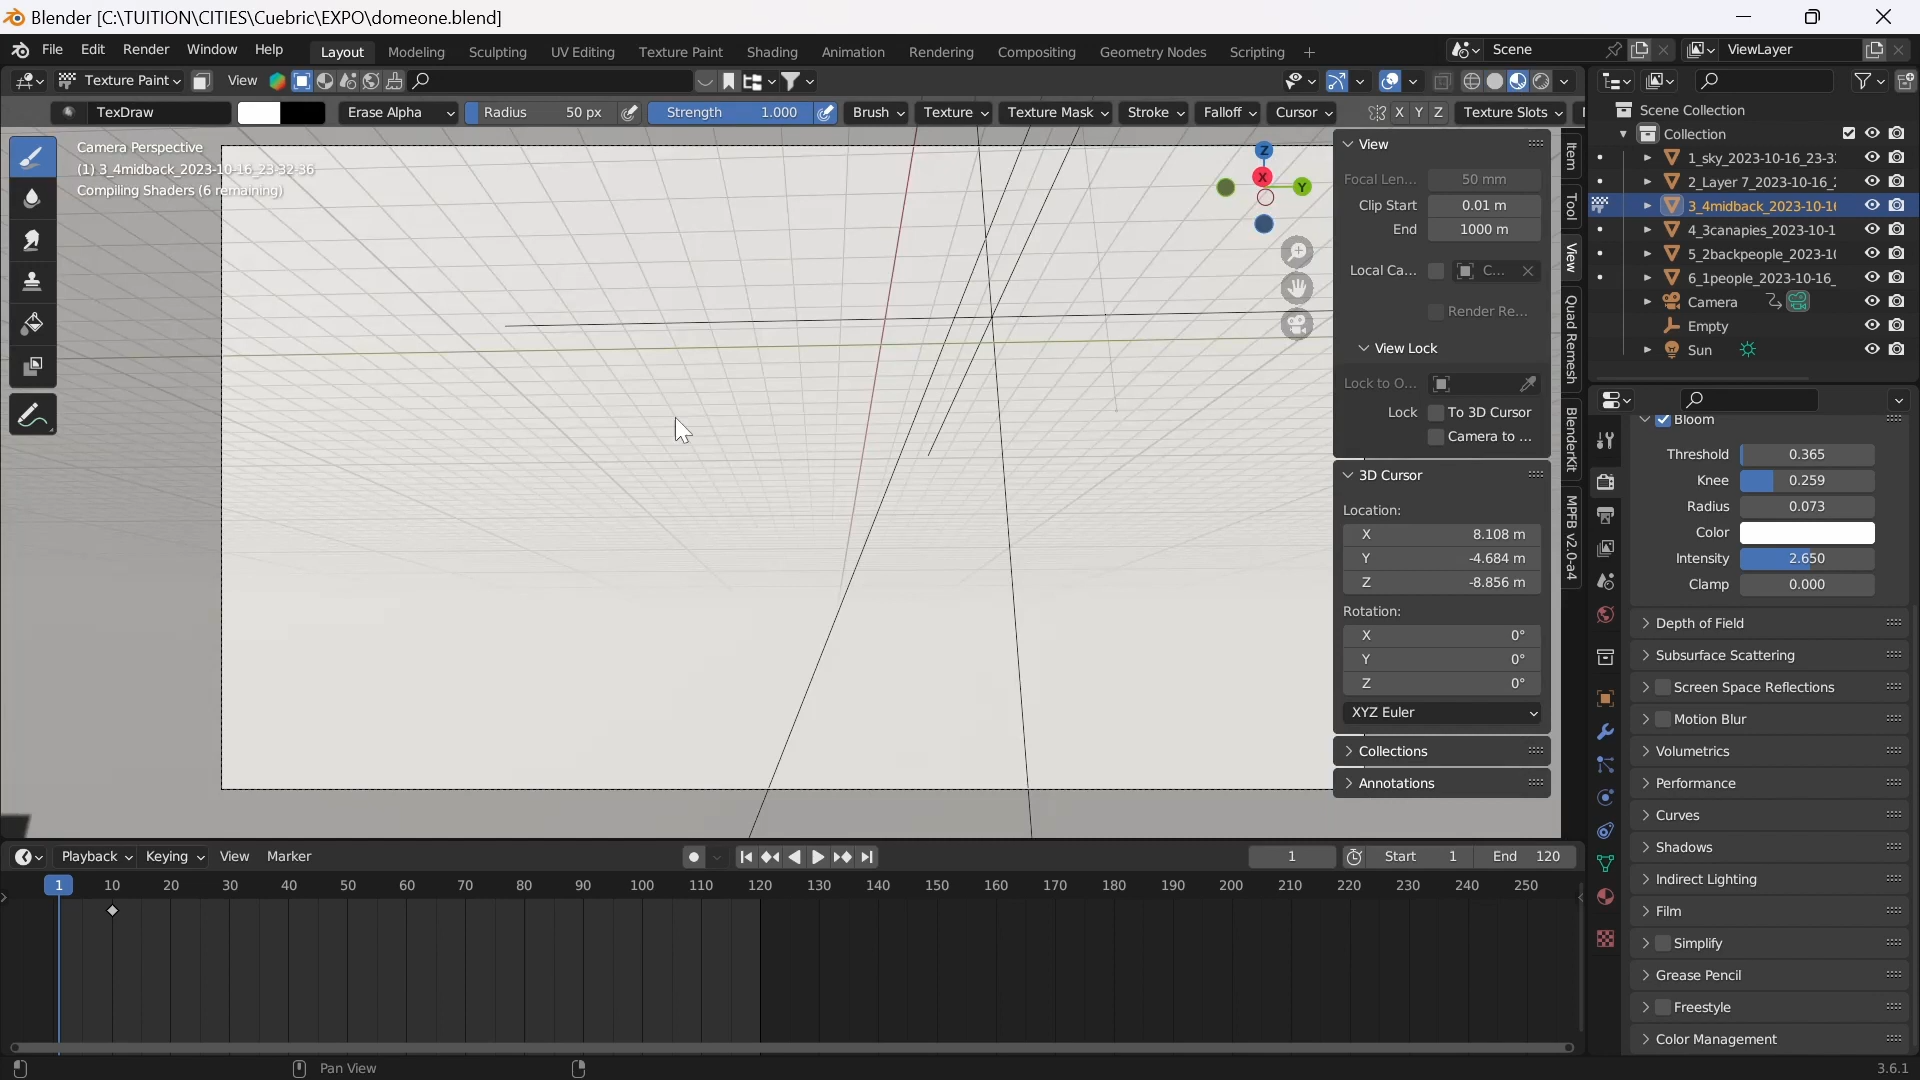 Blender [C:\TUITION\CITIES\Cuebric\EXPO\domeone.blend]
File Edit Render Window Help Layout Modeling Sculpting UV Editing Texture Paint Shading Animation Rendering Compositing Geometry Nodes Scripting + Scene ViewLayer
Texture Paint View
TexDraw Erase Alpha Radius 50 px Strength 1.000 Brush Texture Texture Mask Stroke Falloff Cursor X Y Z Texture Slots
Camera Perspective
(1) 3_4midback_2023-10-16_23-32-36
Compiling Shaders (6 remaining)
Z
X
Y
View
Focal Len... 50 mm
Clip Start 0.01 m
End 1000 m
Local Ca... C...
Render Re...
View Lock
Lock to O...
Lock To 3D Cursor
Camera to ...
3D Cursor
Location:
X 8.108 m
Y -4.684 m
Z -8.856 m
Rotation:
X 0°
Y 0°
Z 0°
XYZ Euler
Collections
Annotations
Item
Tool
View
Quad Remesh
BlenderKit
MPFB v2.0-a4
Scene Collection
Collection
1_sky_2023-10-16_23-3
2_Layer 7_2023-10-16_
3_4midback_2023-10-1
4_3canapies_2023-10-1
5_2backpeople_2023-1
6_1people_2023-10-16_
Camera
Empty
Sun
Bloom
Threshold 0.365
Knee 0.259
Radius 0.073
Color
Intensity 2.650
Clamp 0.000
Depth of Field
Subsurface Scattering
Screen Space Reflections
Motion Blur
Volumetrics
Performance
Curves
Shadows
Indirect Lighting
Film
Simplify
Grease Pencil
Freestyle
Color Management
Playback Keying View Marker 1 Start 1 End 120
1 10 20 30 40 50 60 70 80 90 100 110 120 130 140 150 160 170 180 190 200 210 220 230 240 250
Pan View 3.6.1